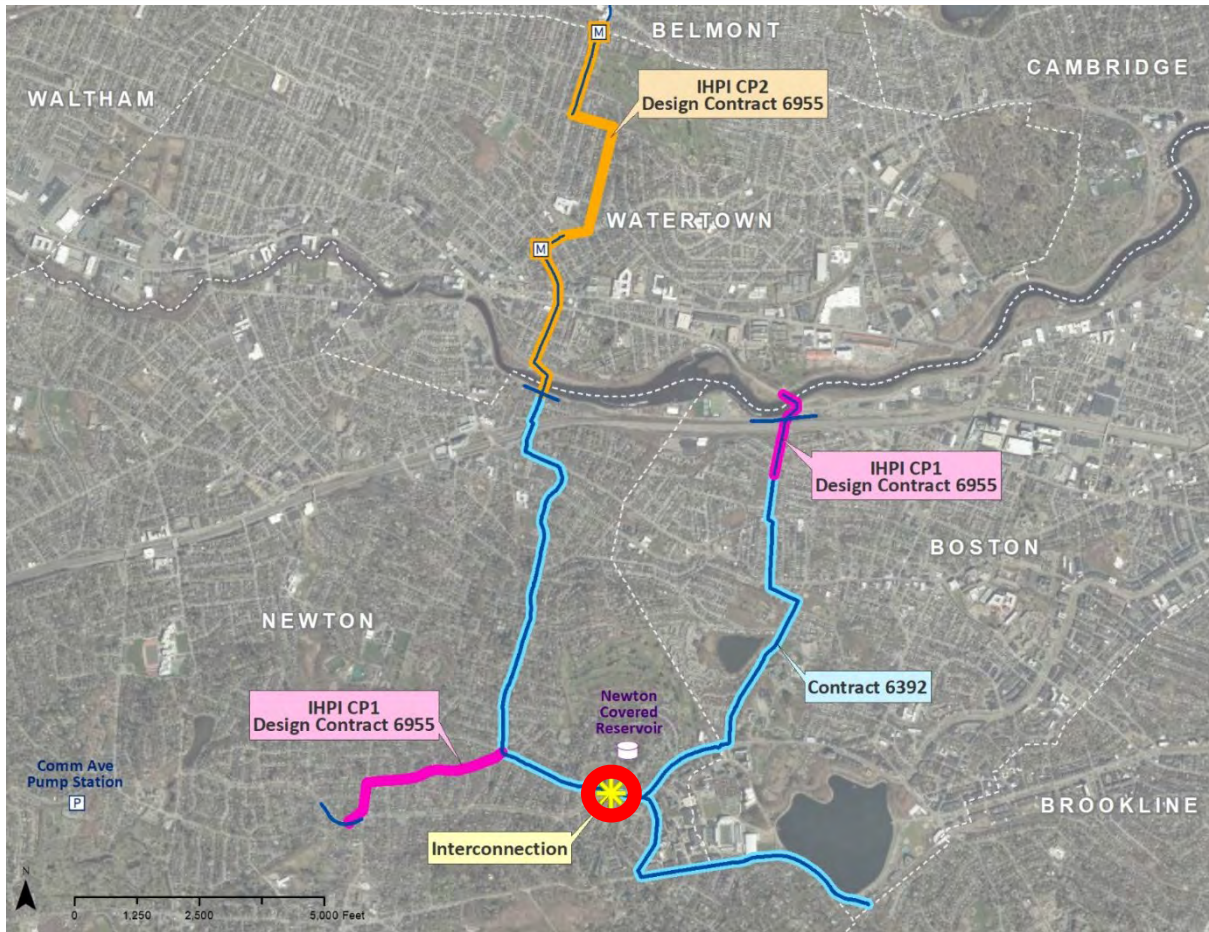 BELMONT
M
CAMBRIDGE
WALTHAM
IHPI CP2
Design Contract 6955
WATERTOWN
M
IHPI CP1
Design Contract 6955
BOSTON
NEWTON
Contract 6392
IHPI CP1
Design Contract 6955
Newton
Covered
Reservoir
Comm Ave
Pump Station
P
BROOKLINE
Interconnection
N
0 1,250 2,500 5,000 Feet